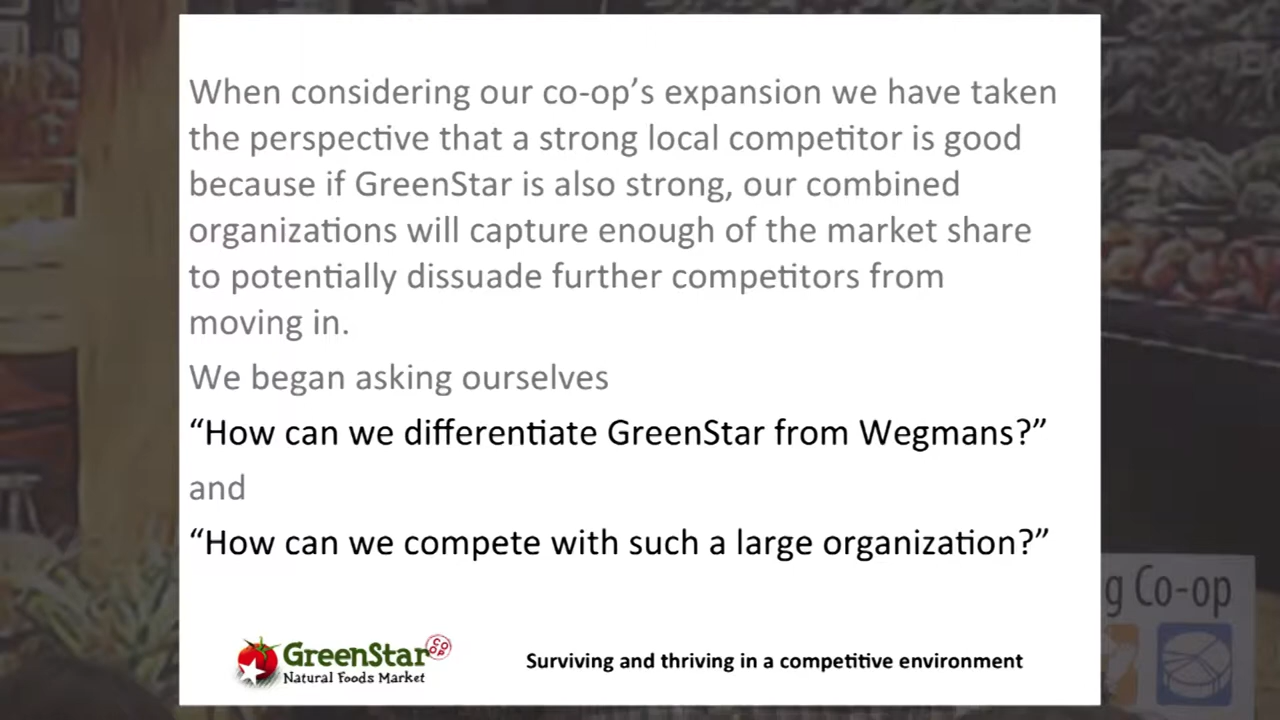 When considering our co-op’s expansion we have taken
the perspective that a strong local competitor is good
because if GreenStar is also strong, our combined
organizations will capture enough of the market share
to potentially dissuade further competitors from
moving in.
We began asking ourselves
“How can we differentiate GreenStar from Wegmans?”
and
“How can we compete with such a large organization?”
g Co-op
GreenStar CO OP
Natural Foods Market
Surviving and thriving in a competitive environment